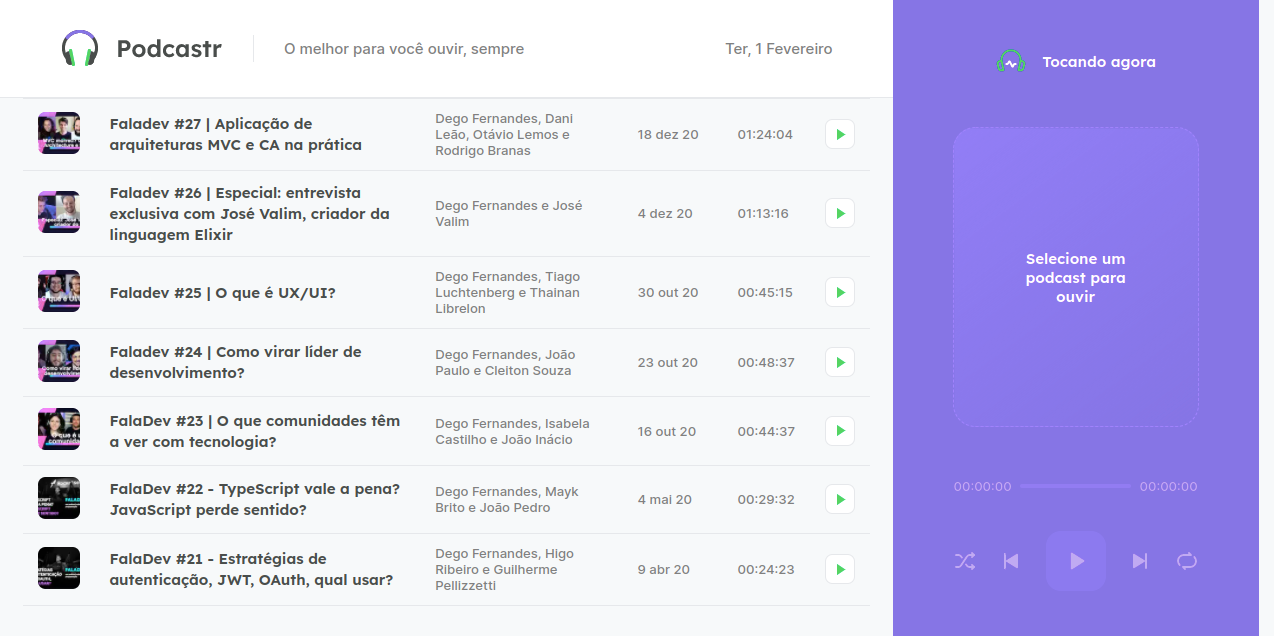 Podcastr
O melhor para você ouvir, sempre
Ter, 1 Fevereiro
Faladev #27 | Aplicação de
arquiteturas MVC e CA na prática
Dego Fernandes, Dani
Leão, Otávio Lemos e
Rodrigo Branas
18 dez 20
01:24:04
Faladev #26 | Especial: entrevista
exclusiva com José Valim, criador da
linguagem Elixir
Dego Fernandes e José
Valim
4 dez 20
01:13:16
Faladev #25 | O que é UX/UI?
Dego Fernandes, Tiago
Luchtenberg e Thainan
Librelon
30 out 20
00:45:15
Faladev #24 | Como virar líder de
desenvolvimento?
Dego Fernandes, João
Paulo e Cleiton Souza
23 out 20
00:48:37
FalaDev #23 | O que comunidades têm
a ver com tecnologia?
Dego Fernandes, Isabela
Castilho e João Inácio
16 out 20
00:44:37
FalaDev #22 - TypeScript vale a pena?
JavaScript perde sentido?
Dego Fernandes, Mayk
Brito e João Pedro
4 mai 20
00:29:32
FalaDev #21 - Estratégias de
autenticação, JWT, OAuth, qual usar?
Dego Fernandes, Higo
Ribeiro e Guilherme
Pellizzetti
9 abr 20
00:24:23
Tocando agora
Selecione um
podcast para
ouvir
00:00:00
00:00:00